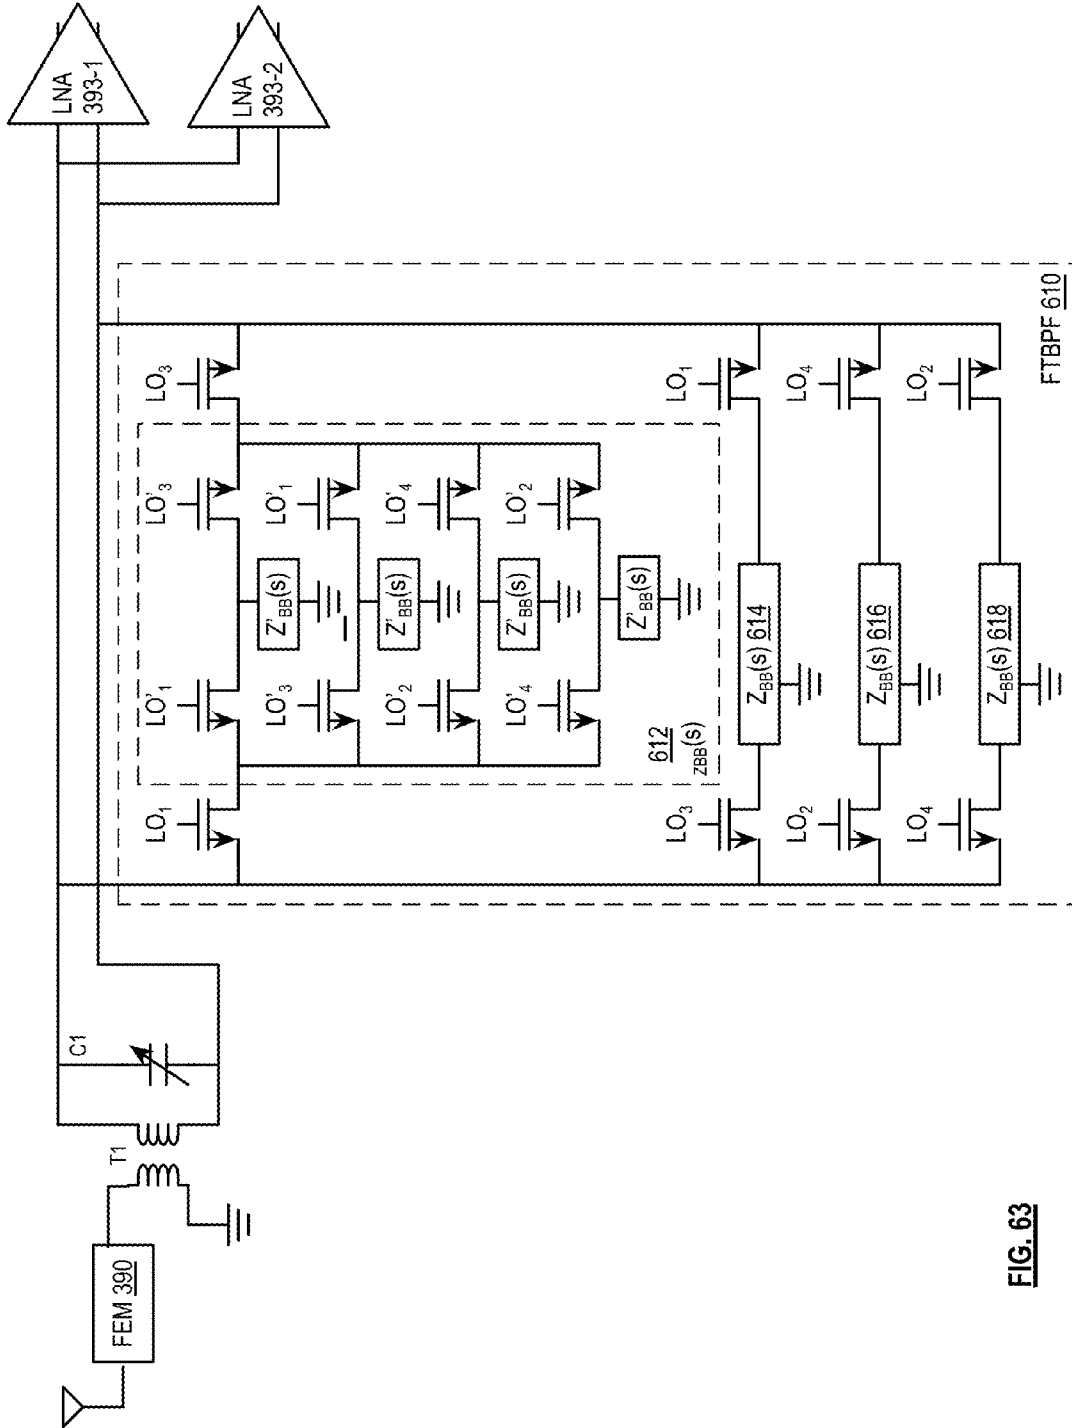 LNA
393-1
LNA
393-2
FTBPF 610
LO3
LO'3
LO'1
LO1
LO'1
Z'BB(s)
LO'3
LO'4
Z'BB(s)
LO'2
LO'2
Z'BB(s)
LO'4
Z'BB(s)
612
ZBB(s)
LO1
ZBB(s) 614
LO3
LO4
ZBB(s) 616
LO2
LO2
ZBB(s) 618
LO4
C1
T1
FEM 390
FIG. 63